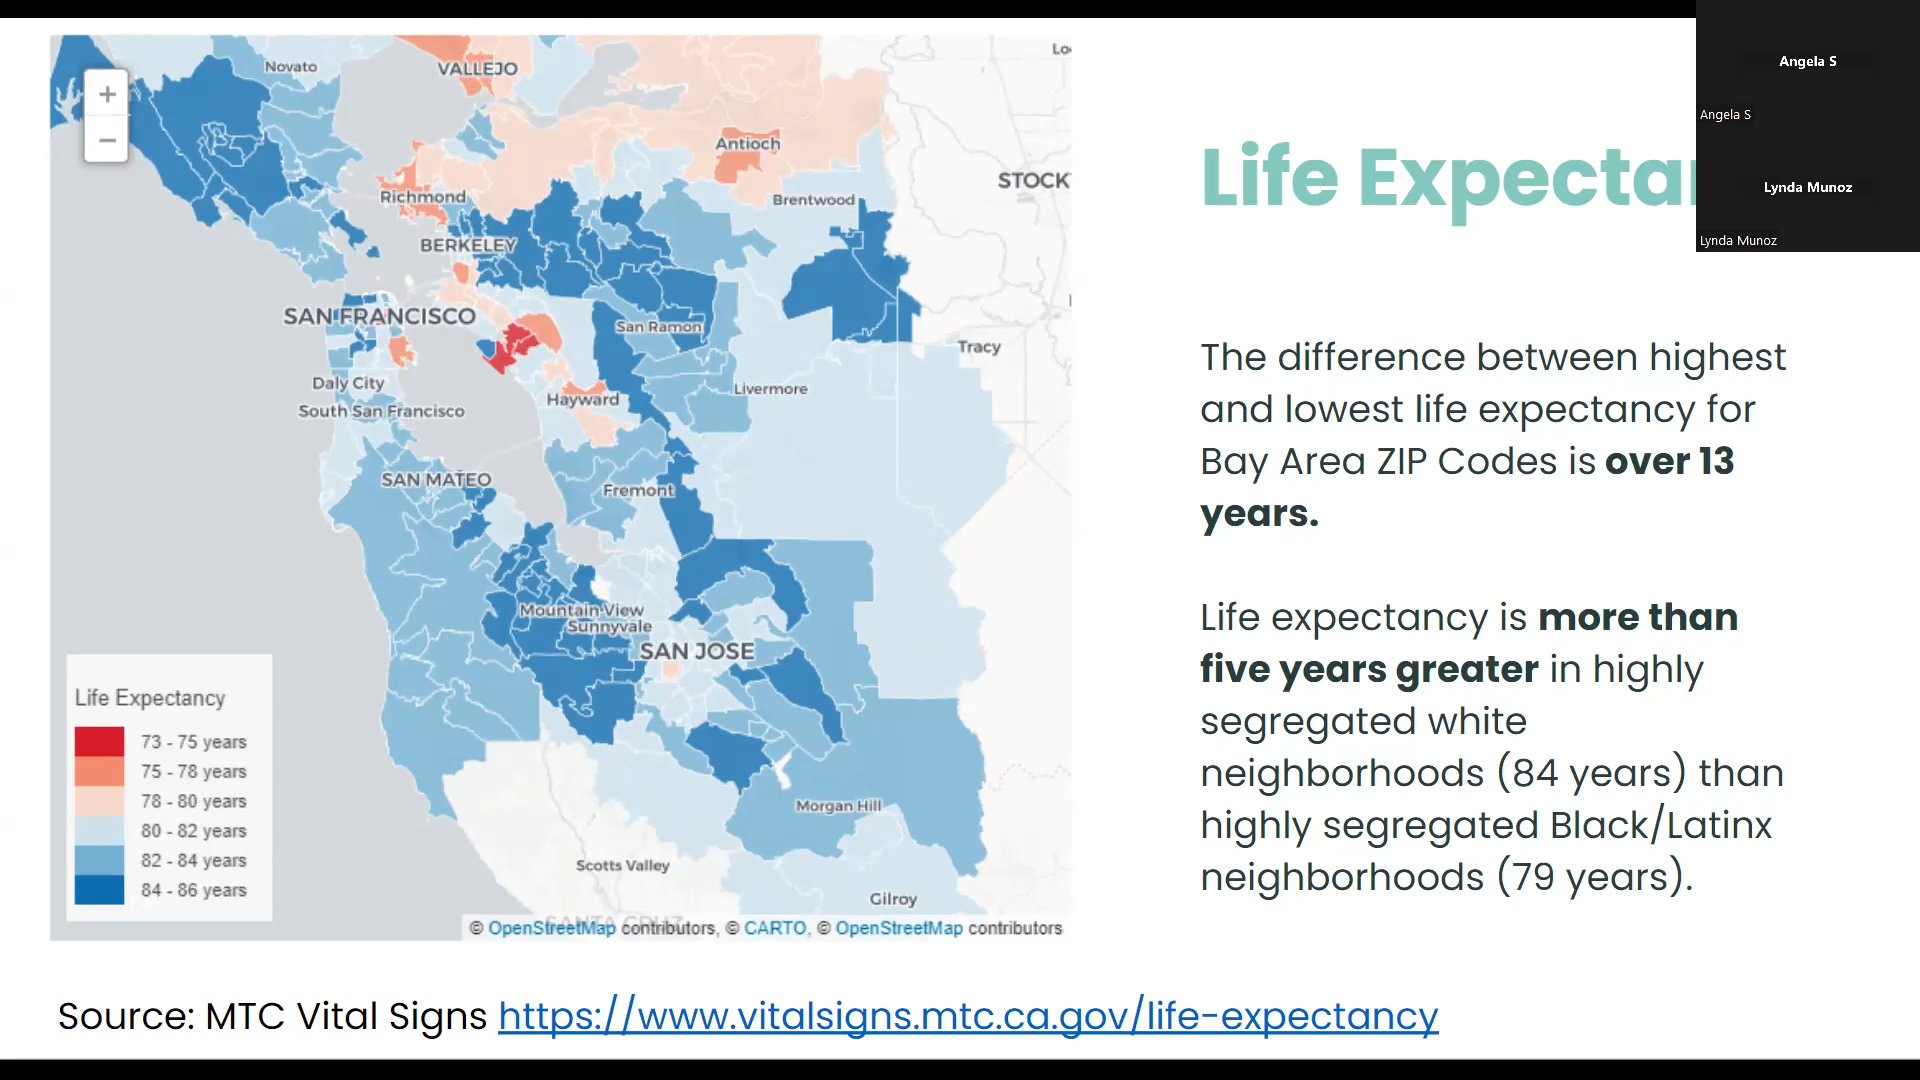 Novato
VALLEJO
Lo
Antioch
Richmond
STOCK
Brentwood
BERKELEY
SAN FRANCISCO
San Ramon
Tracy
Daly City
Livermore
South San Francisco
Hayward
SAN MATEO
Fremont
Mountain View
Sunnyvale
SAN JOSE
Morgan Hill
Scotts Valley
Gilroy
SANTA CRUZ
+
−
Life Expectancy
73 - 75 years
75 - 78 years
78 - 80 years
80 - 82 years
82 - 84 years
84 - 86 years
© OpenStreetMap contributors, © CARTO, © OpenStreetMap contributors
Life Expectan
The difference between highest
and lowest life expectancy for
Bay Area ZIP Codes is over 13
years.
Life expectancy is more than
five years greater in highly
segregated white
neighborhoods (84 years) than
highly segregated Black/Latinx
neighborhoods (79 years).
Source: MTC Vital Signs https://www.vitalsigns.mtc.ca.gov/life-expectancy
Angela S
Angela S
Lynda Munoz
Lynda Munoz